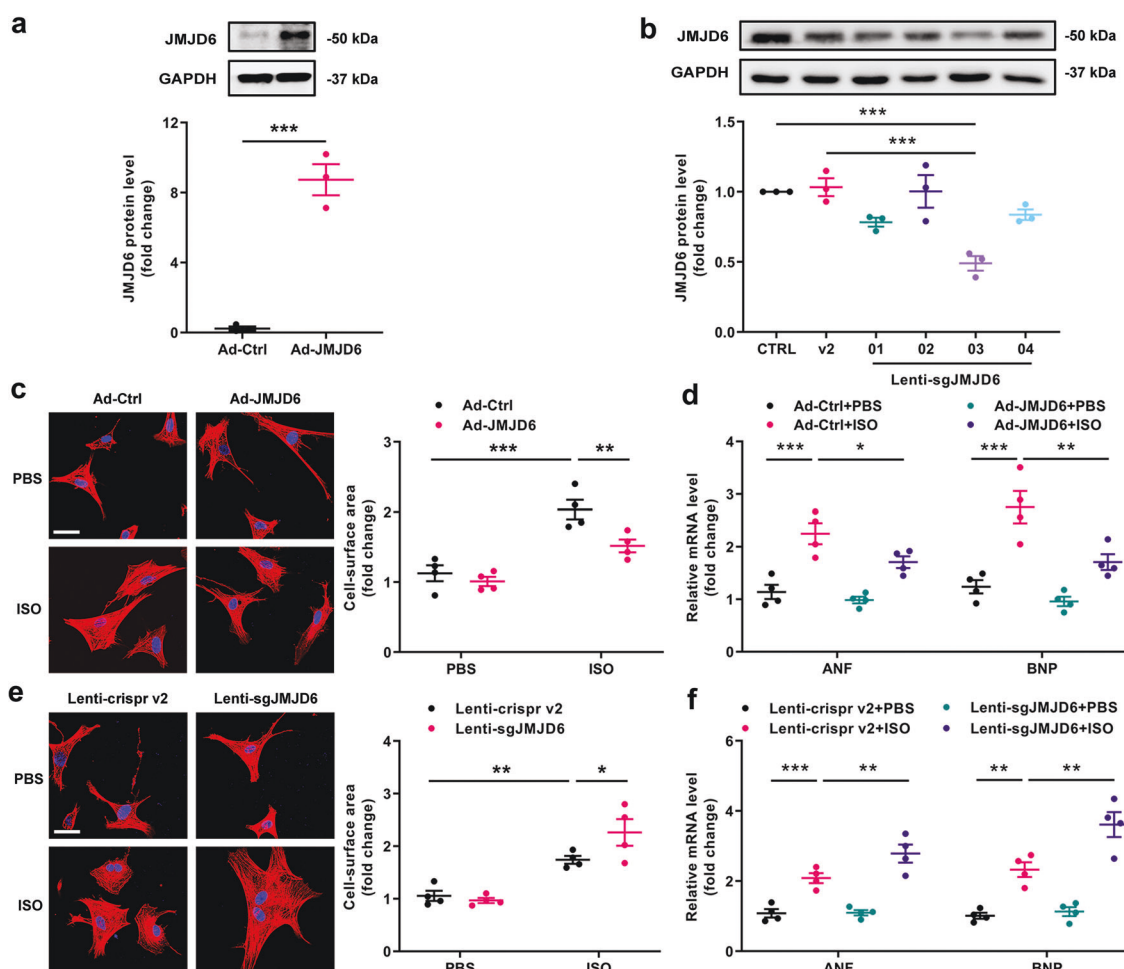 a
JMJD6
-50 kDa
GAPDH
-37 kDa
JMJD6 protein level
(fold change)
12
8
4
0
***
Ad-Ctrl Ad-JMJD6
b
JMJD6
-50 kDa
GAPDH
-37 kDa
JMJD6 protein level
(fold change)
1.5
1.0
0.5
0.0
***
***
CTRL v2 01 02 03 04
Lenti-sgJMJD6
c
Ad-Ctrl Ad-JMJD6
PBS
ISO
Ad-Ctrl
Ad-JMJD6
Cell-surface area
(fold change)
3
2
1
0
*** **
PBS ISO
d
Ad-Ctrl+PBS Ad-JMJD6+PBS
Ad-Ctrl+ISO Ad-JMJD6+ISO
Relative mRNA level
(fold change)
4
3
2
1
0
*** * *** **
ANF BNP
e
Lenti-crispr v2 Lenti-sgJMJD6
PBS
ISO
Lenti-crispr v2
Lenti-sgJMJD6
Cell-surface area
(fold change)
4
3
2
1
0
** *
PBS ISO
f
Lenti-crispr v2+PBS Lenti-sgJMJD6+PBS
Lenti-crispr v2+ISO Lenti-sgJMJD6+ISO
Relative mRNA level
(fold change)
6
4
2
0
*** ** ** **
ANF BNP